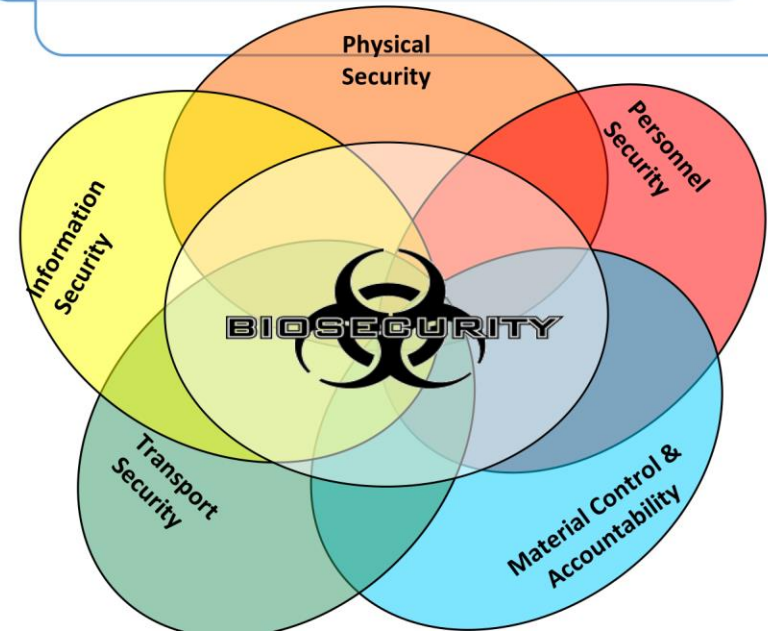 Physical
Security
Personnel
Security
Information
Security
BIOSECURITY
Transport
Security
Material Control &
Accountability